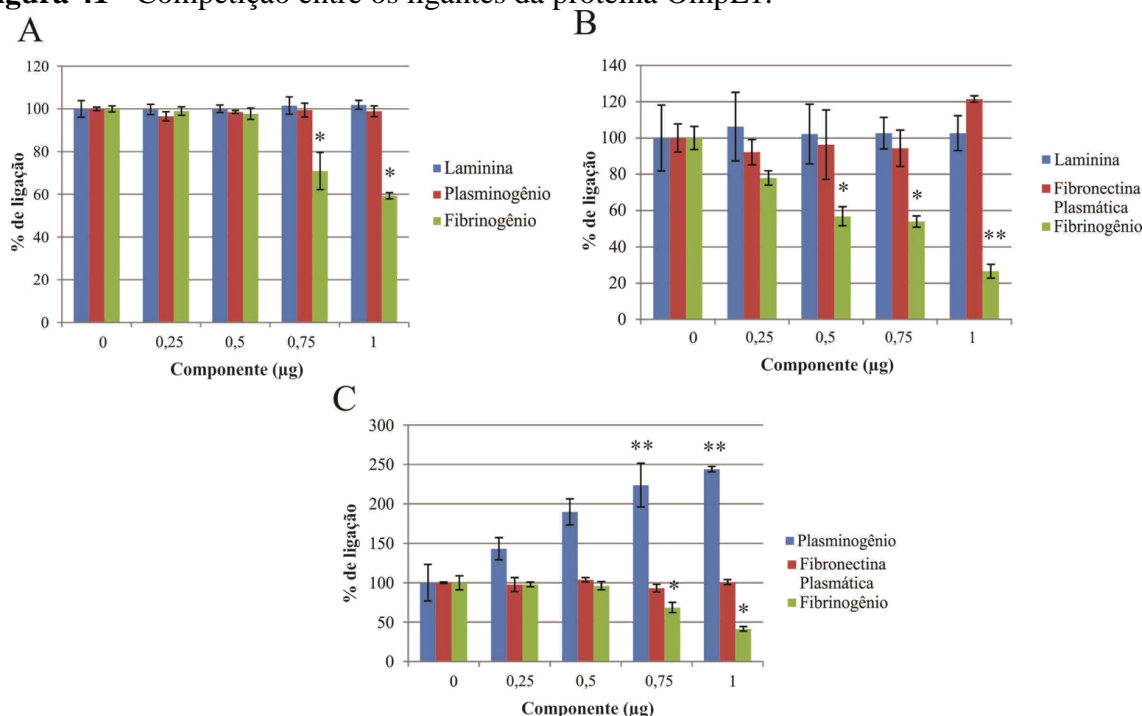 Competição entre os ligantes da proteína OmpL1.
A
120
100
80
60
40
20
0
% de ligação
*
*
0 0,25 0,5 0,75 1
Componente (µg)
Laminina
Plasminogênio
Fibrinogênio
B
140
120
100
80
60
40
20
0
% de ligação
*
*
**
0 0,25 0,5 0,75 1
Componente (µg)
Laminina
Fibronectina
Plasmática
Fibrinogênio
C
300
250
200
150
100
50
0
% de ligação
** **
*
*
0 0,25 0,5 0,75 1
Componente (µg)
Plasminogênio
Fibronectina
Plasmática
Fibrinogênio